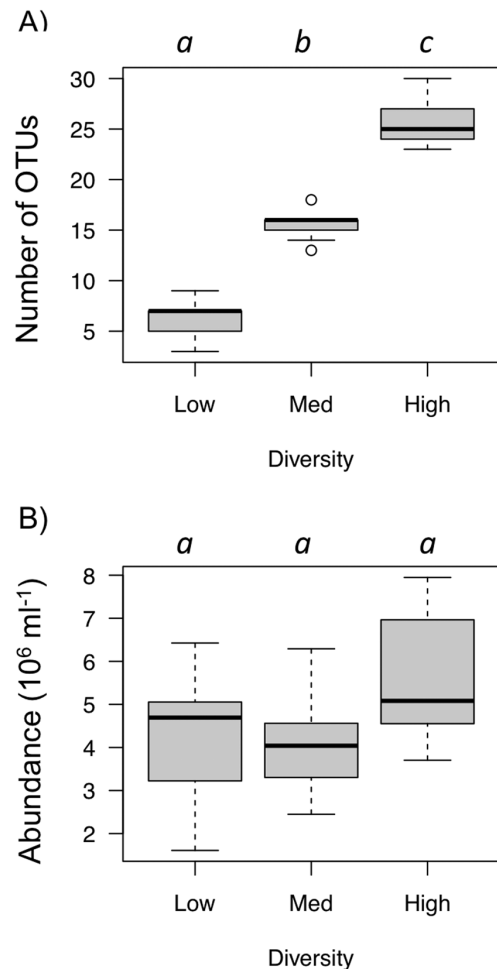 A)
a b c
Number of OTUs
30
25
20
15
10
5
Low Med High
Diversity
B)
a a a
Abundance (10⁶ ml⁻¹)
8
7
6
5
4
3
2
Low Med High
Diversity